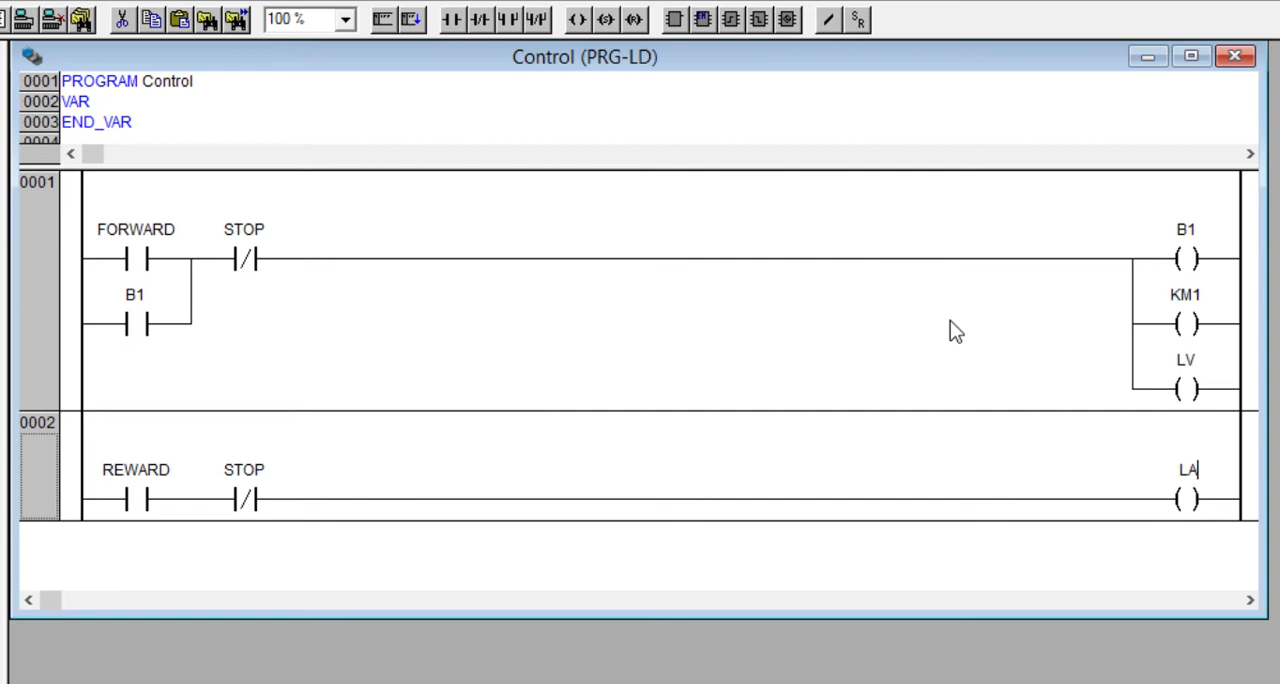 100 %
S R
Control (PRG-LD)
0001 PROGRAM Control
0002 VAR
0003 END_VAR
0004
0001
FORWARD STOP B1
B1 KM1
LV
0002
REWARD STOP LA